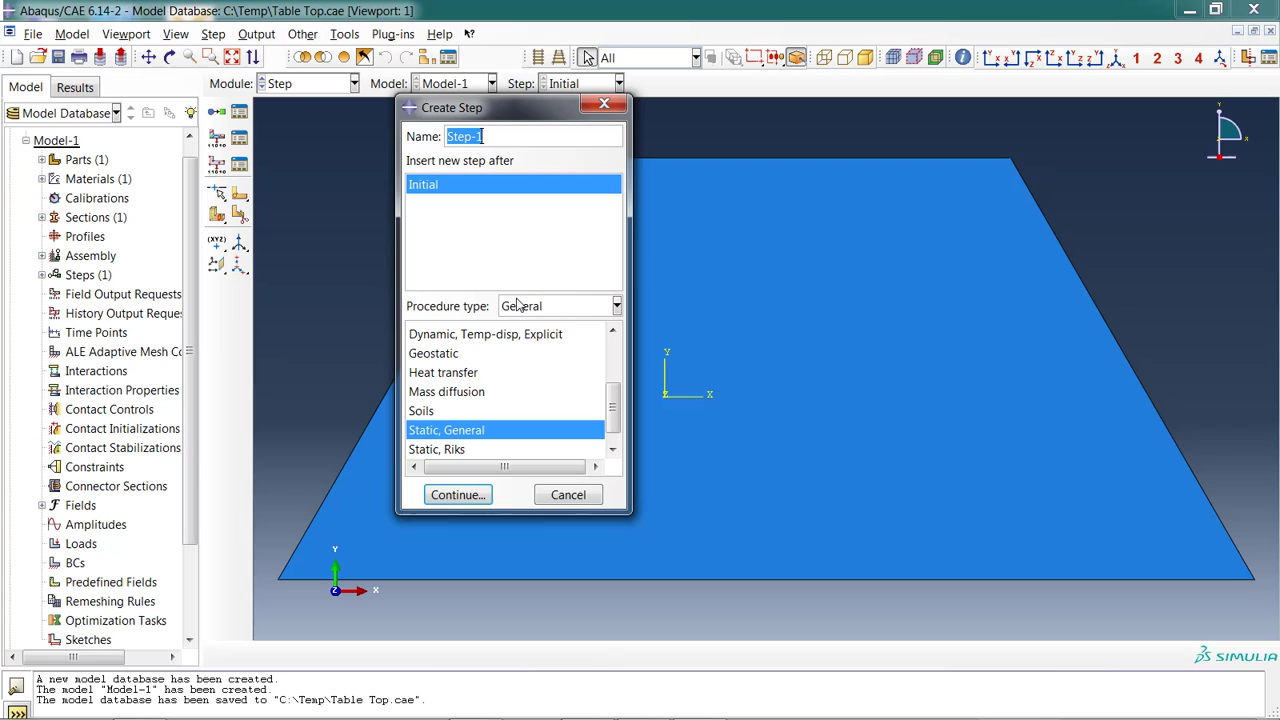 Abaqus/CAE 6.14-2 - Model Database: C:\Temp\Table Top.cae [Viewport: 1]
File Model Viewport View Step Output Other Tools Plug-ins Help
All
1 2 3 4
Model Results
Module: Step Model: Model-1 Step: Initial
Model Database
Model-1
Parts (1)
Materials (1)
Calibrations
Sections (1)
Profiles
Assembly
Steps (1)
Field Output Requests
History Output Requests
Time Points
ALE Adaptive Mesh Co
Interactions
Interaction Properties
Contact Controls
Contact Initializations
Contact Stabilizations
Constraints
Connector Sections
Fields
Amplitudes
Loads
BCs
Predefined Fields
Remeshing Rules
Optimization Tasks
Sketches
(XYZ)
Create Step
Name: Step-1
Insert new step after
Initial
Procedure type: General
Dynamic, Temp-disp, Explicit
Geostatic
Heat transfer
Mass diffusion
Soils
Static, General
Static, Riks
Continue... Cancel
Y
X
Y
Z X
X
SIMULIA
A new model database has been created.
The model "Model-1" has been created.
The model database has been saved to "C:\Temp\Table Top.cae".
>>>